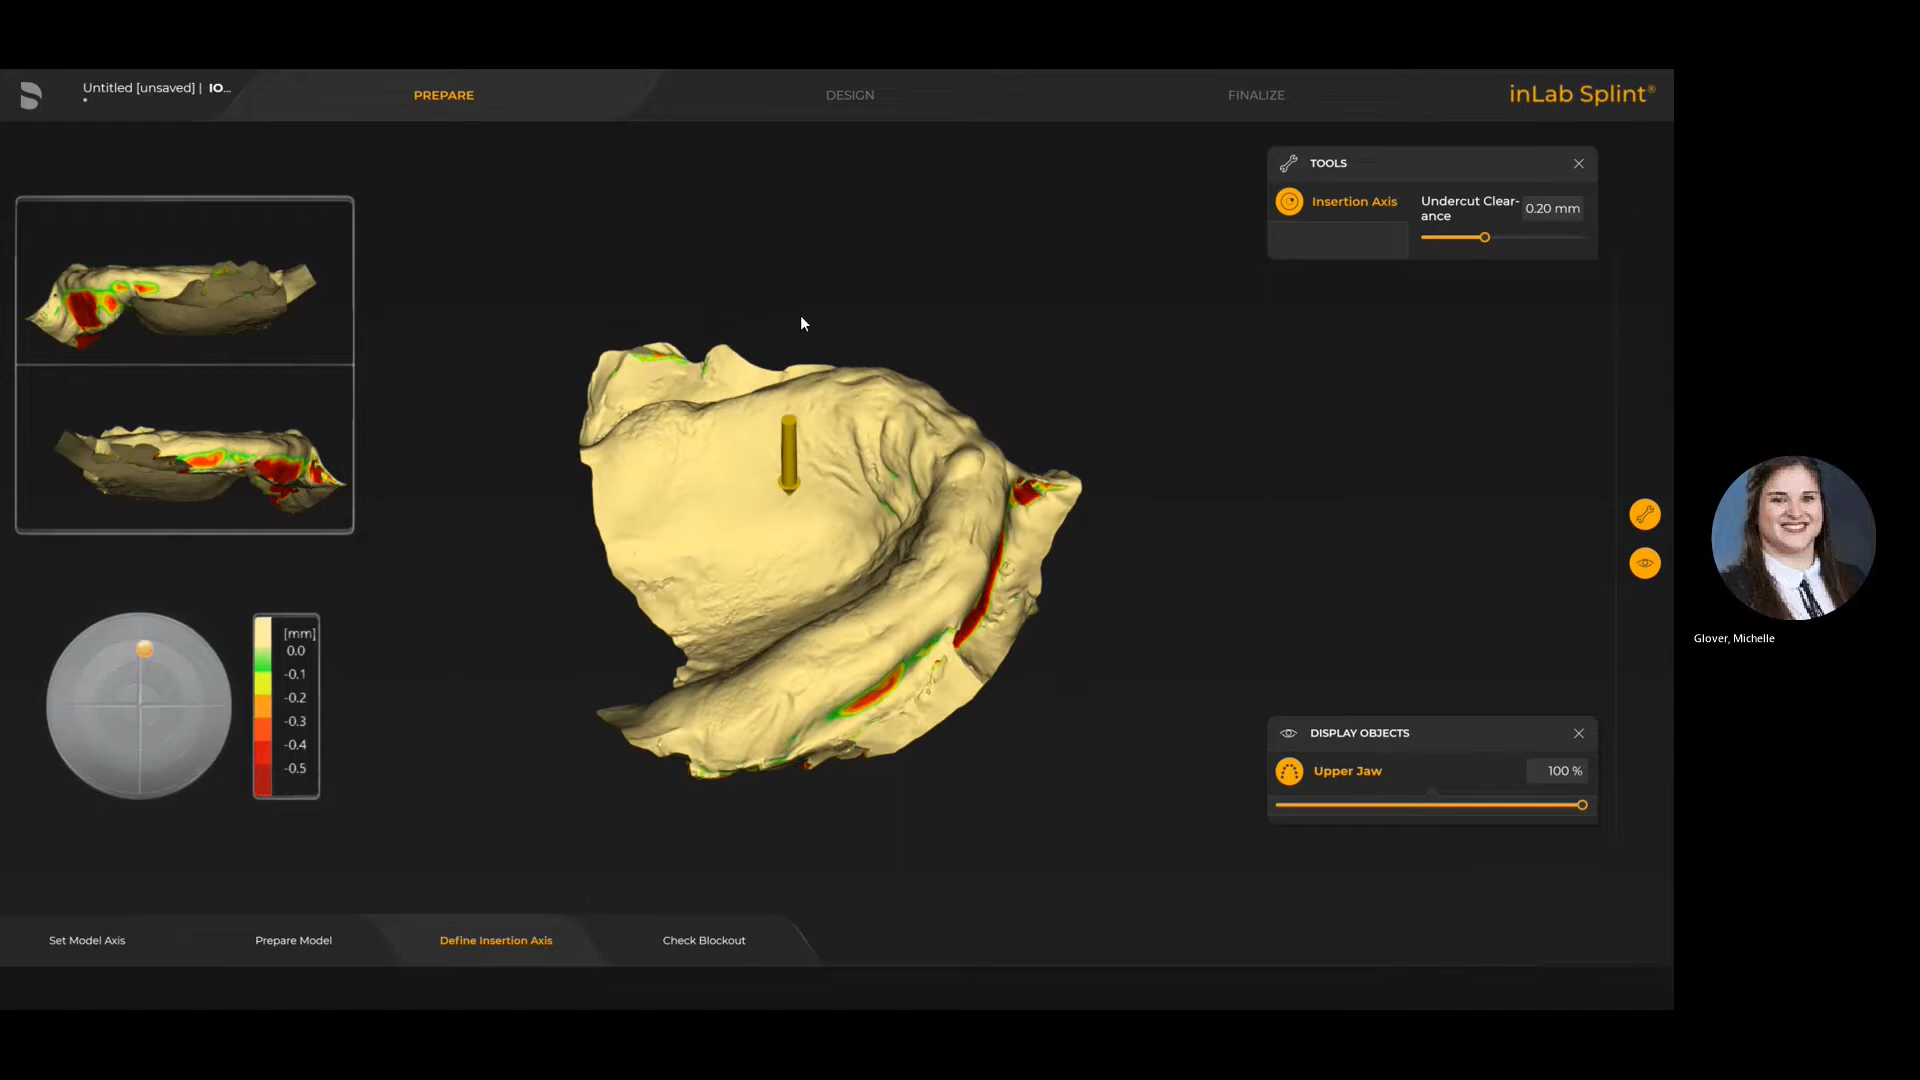 Untitled [unsaved] | IO...
*
PREPARE
DESIGN
FINALIZE
inLab Splint®
TOOLS
Insertion Axis
Undercut Clear-
ance
0.20 mm
[mm]
0.0
-0.1
-0.2
-0.3
-0.4
-0.5
Glover, Michelle
DISPLAY OBJECTS
Upper Jaw
100 %
Set Model Axis
Prepare Model
Define Insertion Axis
Check Blockout